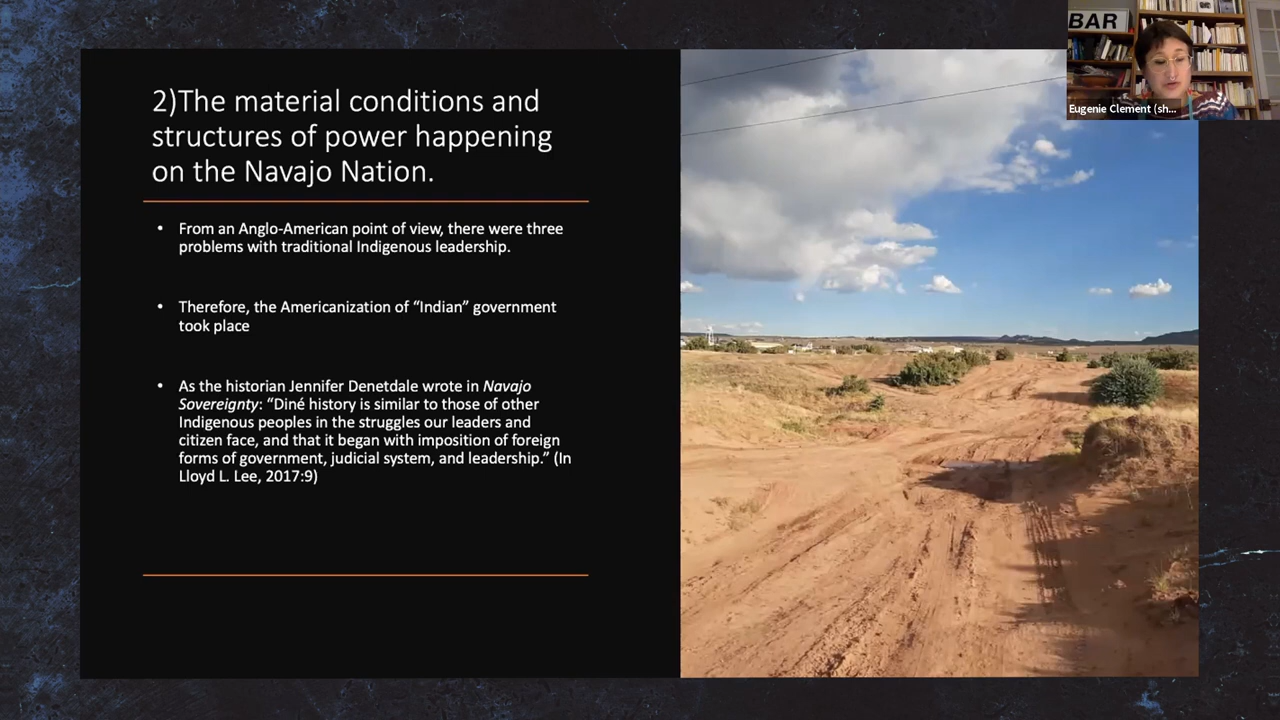 2)The material conditions and
structures of power happening
on the Navajo Nation.
• From an Anglo-American point of view, there were three
problems with traditional Indigenous leadership.
• Therefore, the Americanization of “Indian” government
took place
• As the historian Jennifer Denetdale wrote in Navajo
Sovereignty: “Diné history is similar to those of other
Indigenous peoples in the struggles our leaders and
citizen face, and that it began with imposition of foreign
forms of government, judicial system, and leadership.” (In
Lloyd L. Lee, 2017:9)
BAR
Eugenie Clement (sh...